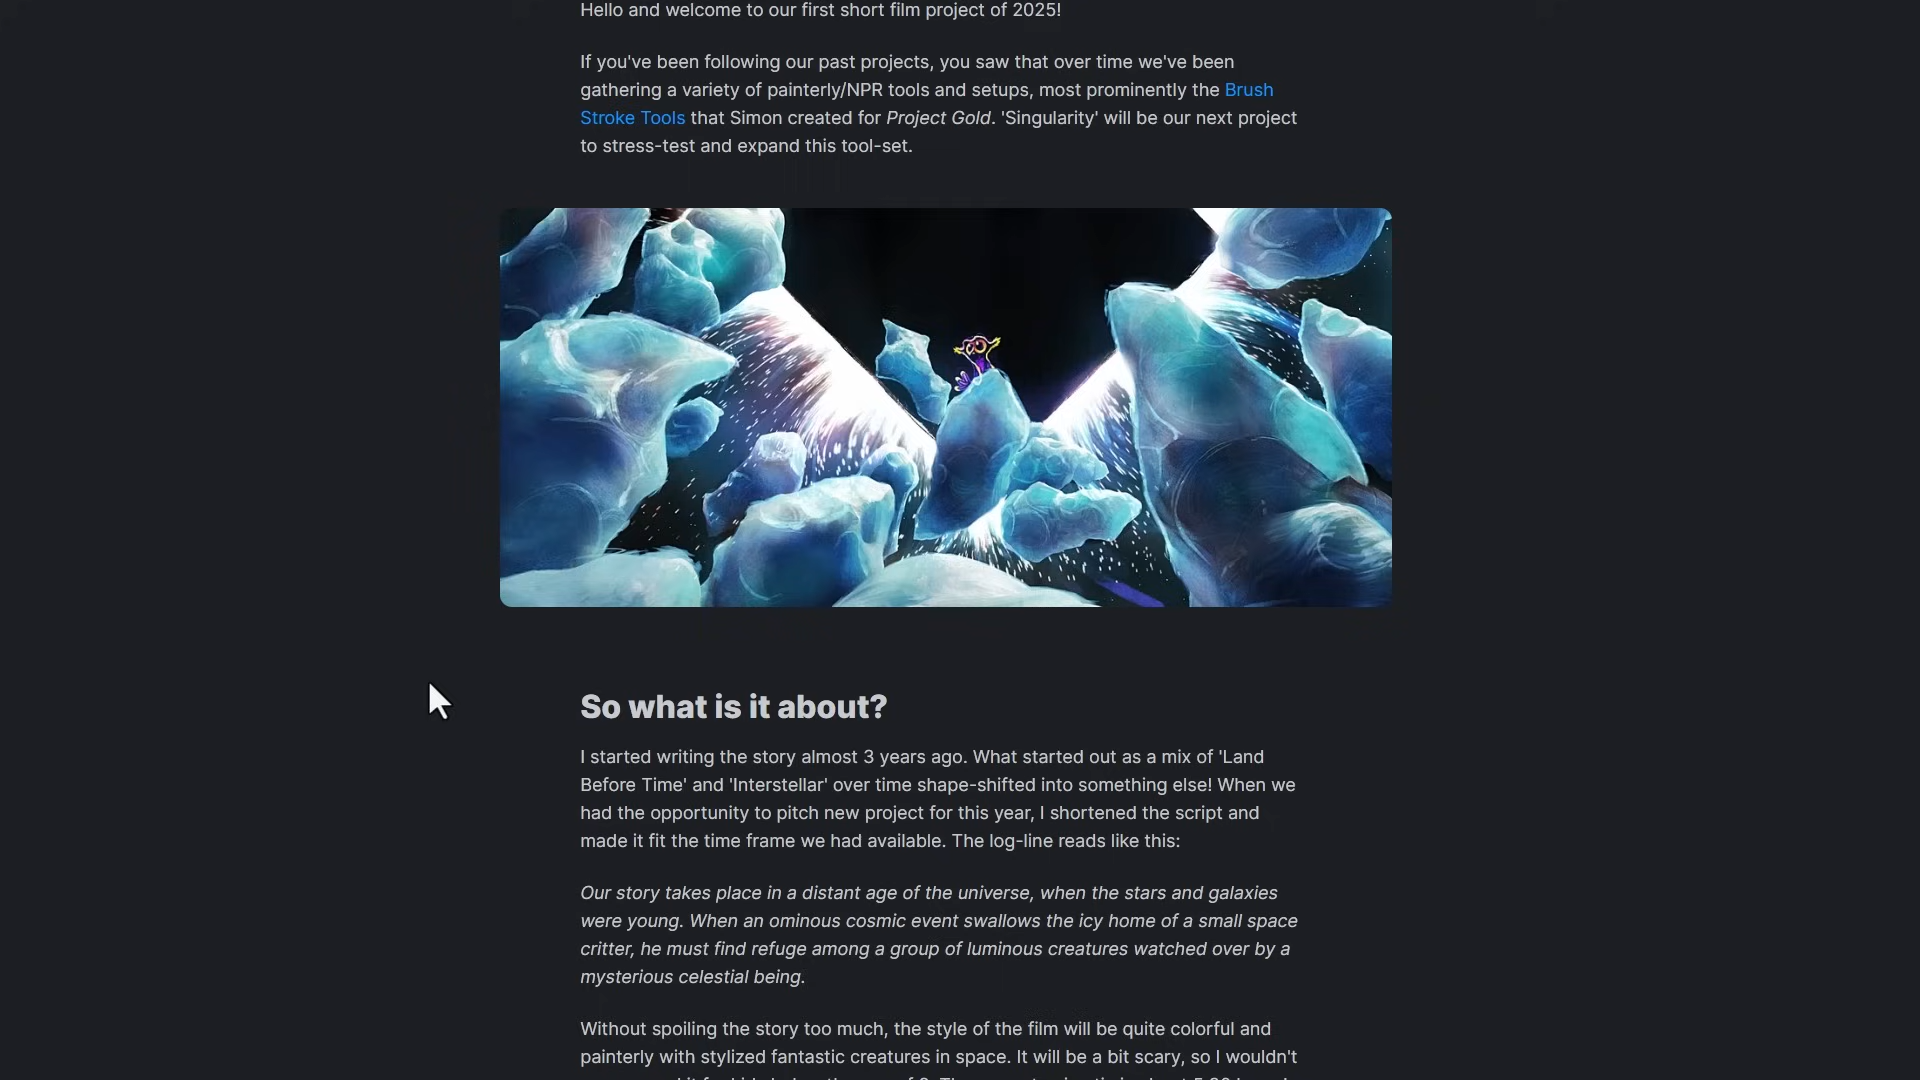 Hello and welcome to our first short film project of 2025!
If you've been following our past projects, you saw that over time we've been
gathering a variety of painterly/NPR tools and setups, most prominently the Brush
Stroke Tools that Simon created for Project Gold. 'Singularity' will be our next project
to stress-test and expand this tool-set.
So what is it about?
I started writing the story almost 3 years ago. What started out as a mix of 'Land
Before Time' and 'Interstellar' over time shape-shifted into something else! When we
had the opportunity to pitch new project for this year, I shortened the script and
made it fit the time frame we had available. The log-line reads like this:
Our story takes place in a distant age of the universe, when the stars and galaxies
were young. When an ominous cosmic event swallows the icy home of a small space
critter, he must find refuge among a group of luminous creatures watched over by a
mysterious celestial being.
Without spoiling the story too much, the style of the film will be quite colorful and
painterly with stylized fantastic creatures in space. It will be a bit scary, so I wouldn't